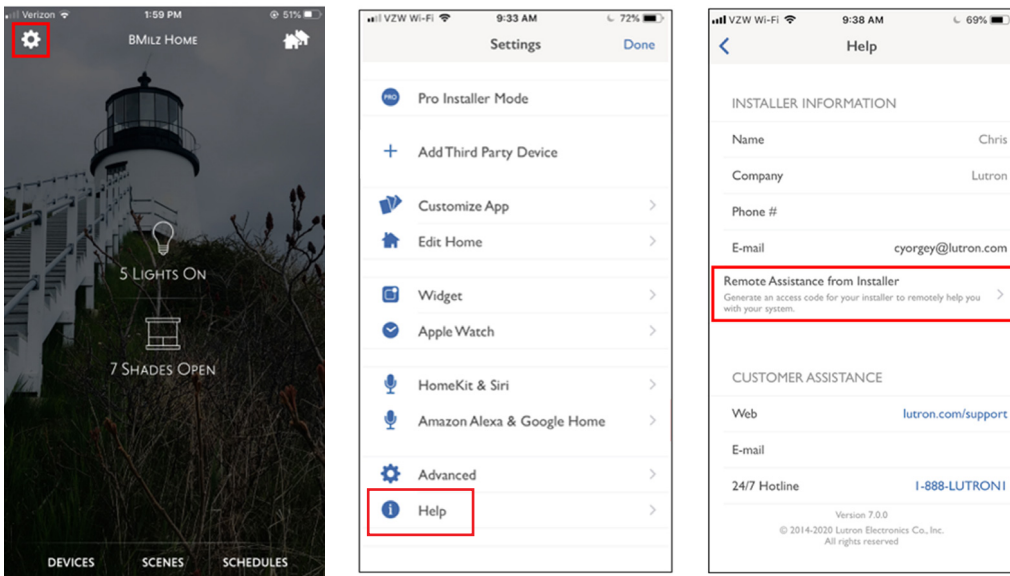 Verizon
1:59 PM
51%
BMILZ HOME
5 LIGHTS ON
7 SHADES OPEN
DEVICES
SCENES
SCHEDULES
VZW Wi-Fi
9:33 AM
72%
Settings
Done
PRO
Pro Installer Mode
+
Add Third Party Device
Customize App
Edit Home
Widget
Apple Watch
HomeKit & Siri
Amazon Alexa & Google Home
Advanced
Help
VZW Wi-Fi
9:38 AM
69%
Help
INSTALLER INFORMATION
Name Chris
Company Lutron
Phone #
E-mail cyorgey@lutron.com
Remote Assistance from Installer
Generate an access code for your installer to remotely help you
with your system.
CUSTOMER ASSISTANCE
Web lutron.com/support
E-mail
24/7 Hotline 1-888-LUTRON1
Version 7.0.0
© 2014-2020 Lutron Electronics Co., Inc.
All rights reserved